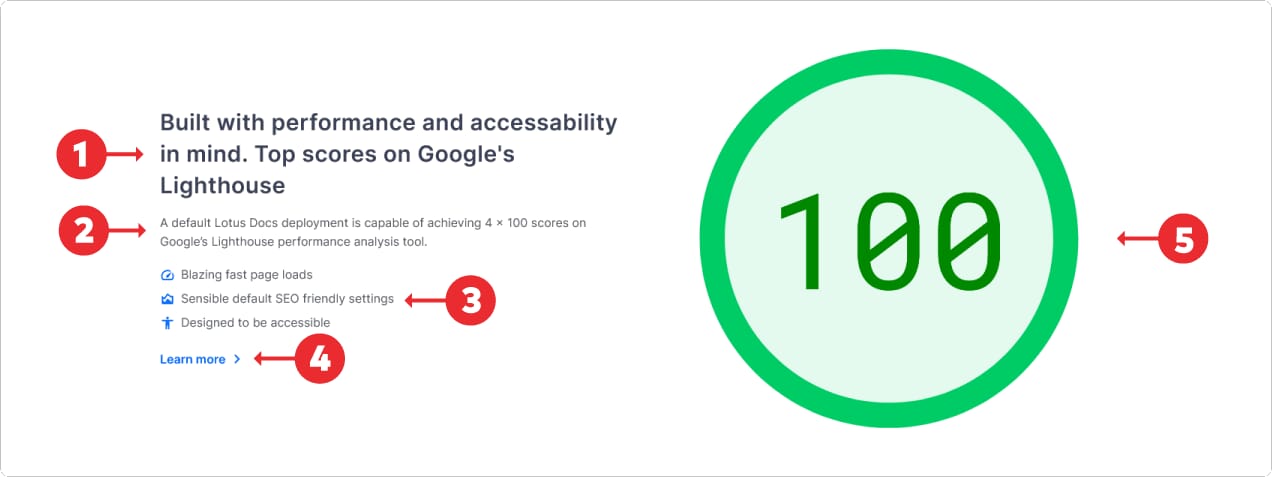 Built with performance and accessability
1
in mind. Top scores on Google's
Lighthouse
2
A default Lotus Docs deployment is capable of achieving 4 × 100 scores on
Google’s Lighthouse performance analysis tool.
Blazing fast page loads
Sensible default SEO friendly settings
3
Designed to be accessible
Learn more
4
100
5